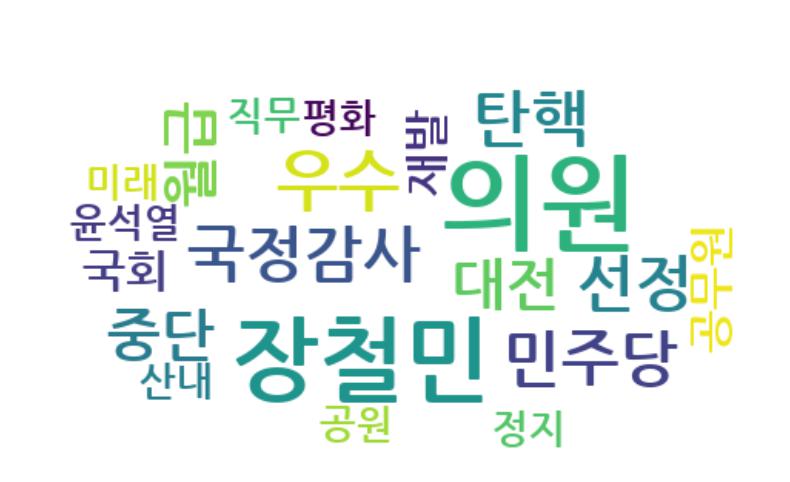 탄핵
직무
평화
월급
재발
우수
의원
미래
윤석열
국정감사
국회
대전
선정
공무원
중단
장철민
민주당
산내
공원
정지